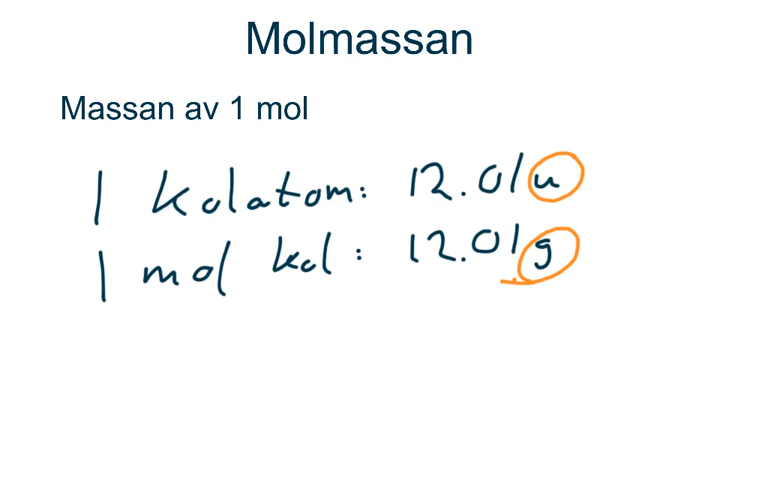 Molmassan
Massan av 1 mol
1 kolatom: 12.01u
1 mol kol: 12.01g